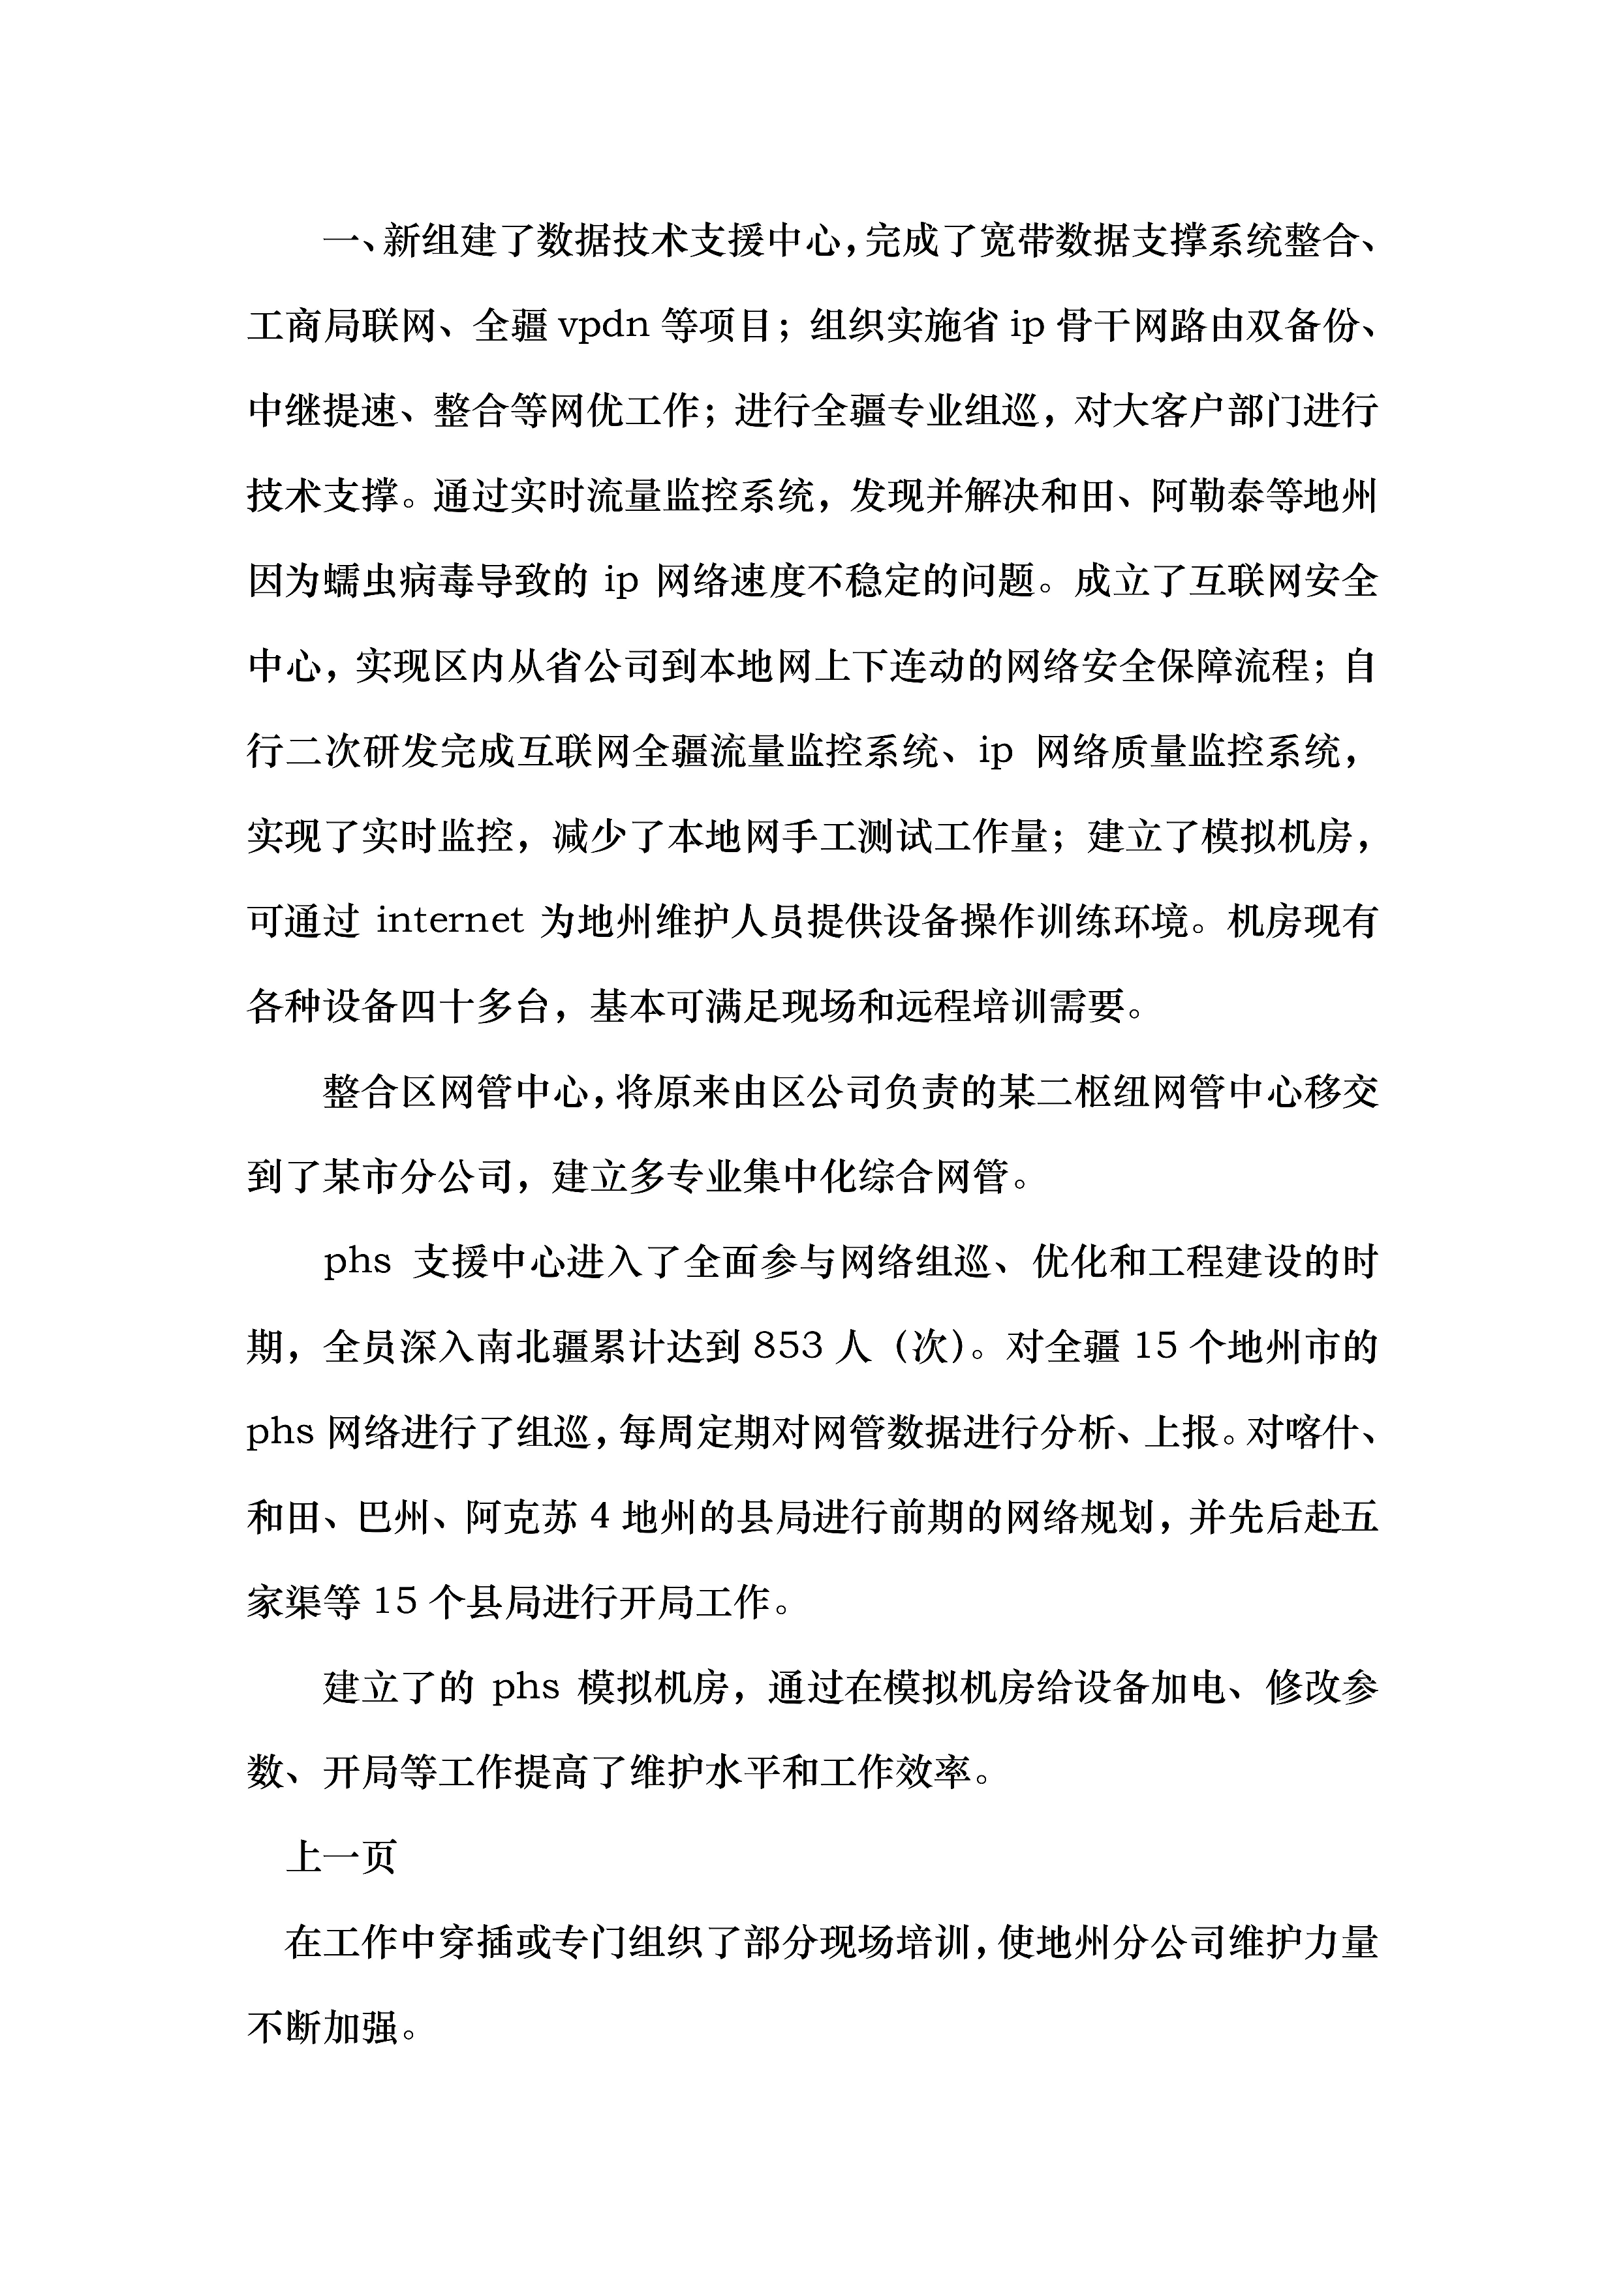 一、新组建了数据技术支援中心，完成了宽带数据支撑系统整合、
工商局联网、全疆 vpdn 等项目；组织实施省 ip 骨干网路由双备份、
中继提速、整合等网优工作；进行全疆专业组巡，对大客户部门进行
技术支撑。通过实时流量监控系统，发现并解决和田、阿勒泰等地州
因为蠕虫病毒导致的 ip 网络速度不稳定的问题。成立了互联网安全
中心，实现区内从省公司到本地网上下连动的网络安全保障流程；自
行二次研发完成互联网全疆流量监控系统、ip 网络质量监控系统，
实现了实时监控，减少了本地网手工测试工作量；建立了模拟机房，
可通过 internet 为地州维护人员提供设备操作训练环境。机房现有
各种设备四十多台，基本可满足现场和远程培训需要。
整合区网管中心，将原来由区公司负责的某二枢纽网管中心移交
到了某市分公司，建立多专业集中化综合网管。
phs 支援中心进入了全面参与网络组巡、优化和工程建设的时
期，全员深入南北疆累计达到 853 人（次）。对全疆 15 个地州市的
phs 网络进行了组巡，每周定期对网管数据进行分析、上报。对喀什、
和田、巴州、阿克苏 4 地州的县局进行前期的网络规划，并先后赴五
家渠等 15 个县局进行开局工作。
建立了的 phs 模拟机房，通过在模拟机房给设备加电、修改参
数、开局等工作提高了维护水平和工作效率。
上一页
在工作中穿插或专门组织了部分现场培训，使地州分公司维护力量
不断加强。